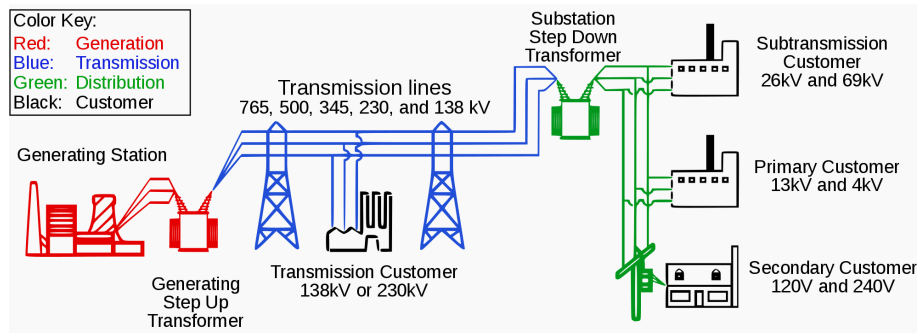 Color Key:
Red: Generation
Blue: Transmission
Green: Distribution
Black: Customer
Generating Station
Generating
Step Up
Transformer
Transmission lines
765, 500, 345, 230, and 138 kV
Transmission Customer
138kV or 230kV
Substation
Step Down
Transformer
Subtransmission
Customer
26kV and 69kV
Primary Customer
13kV and 4kV
Secondary Customer
120V and 240V